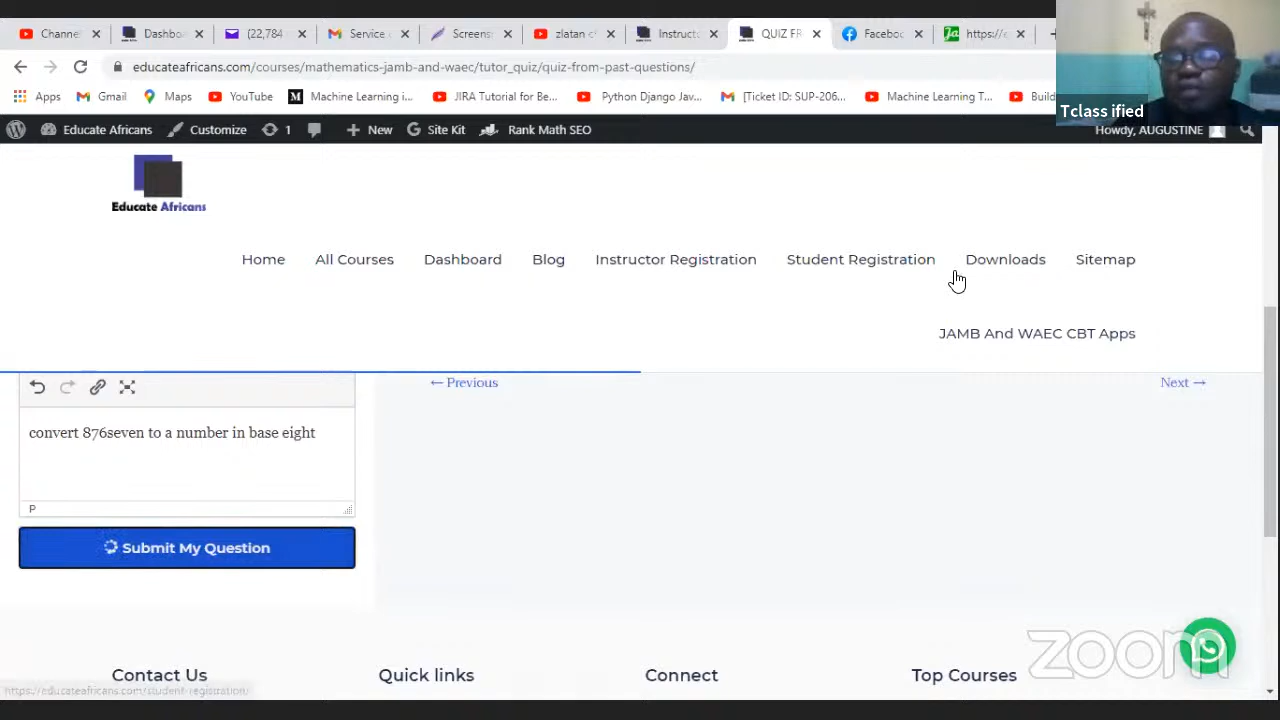 Channel
Dashbo
(22,784
Service
Screens
zlatan
Instruct
QUIZ FR
Faceboo
https://e
educateafricans.com/courses/mathematics-jamb-and-waec/tutor_quiz/quiz-from-past-questions/
Apps
Gmail
Maps
YouTube
Machine Learning i...
JIRA Tutorial for Be...
Python Django Jav...
[Ticket ID: SUP-206...
Machine Learning T...
Build
Tclass ified
Educate Africans
Customize
1
New
Site Kit
Rank Math SEO
Howdy, AUGUSTINE
Educate Africans
Home
All Courses
Dashboard
Blog
Instructor Registration
Student Registration
Downloads
Sitemap
JAMB And WAEC CBT Apps
← Previous
Next →
convert 876seven to a number in base eight
P
Submit My Question
zoom
Contact Us
Quick links
Connect
Top Courses
https://educateafricans.com/student-registration/